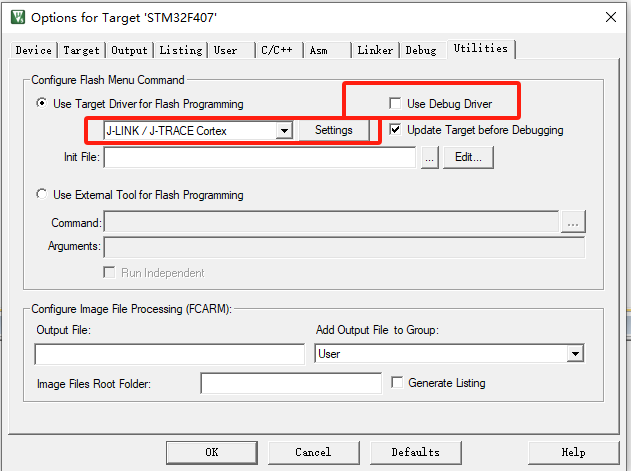 Options for Target 'STM32F407'
Device Target Output Listing User C/C++ Asm Linker Debug Utilities
Configure Flash Menu Command
Use Target Driver for Flash Programming
Use Debug Driver
J-LINK / J-TRACE Cortex
Settings
Update Target before Debugging
Init File:
...
Edit...
Use External Tool for Flash Programming
Command:
...
Arguments:
Run Independent
Configure Image File Processing (FCARM):
Output File:
Add Output File to Group:
User
Image Files Root Folder:
Generate Listing
OK Cancel Defaults Help